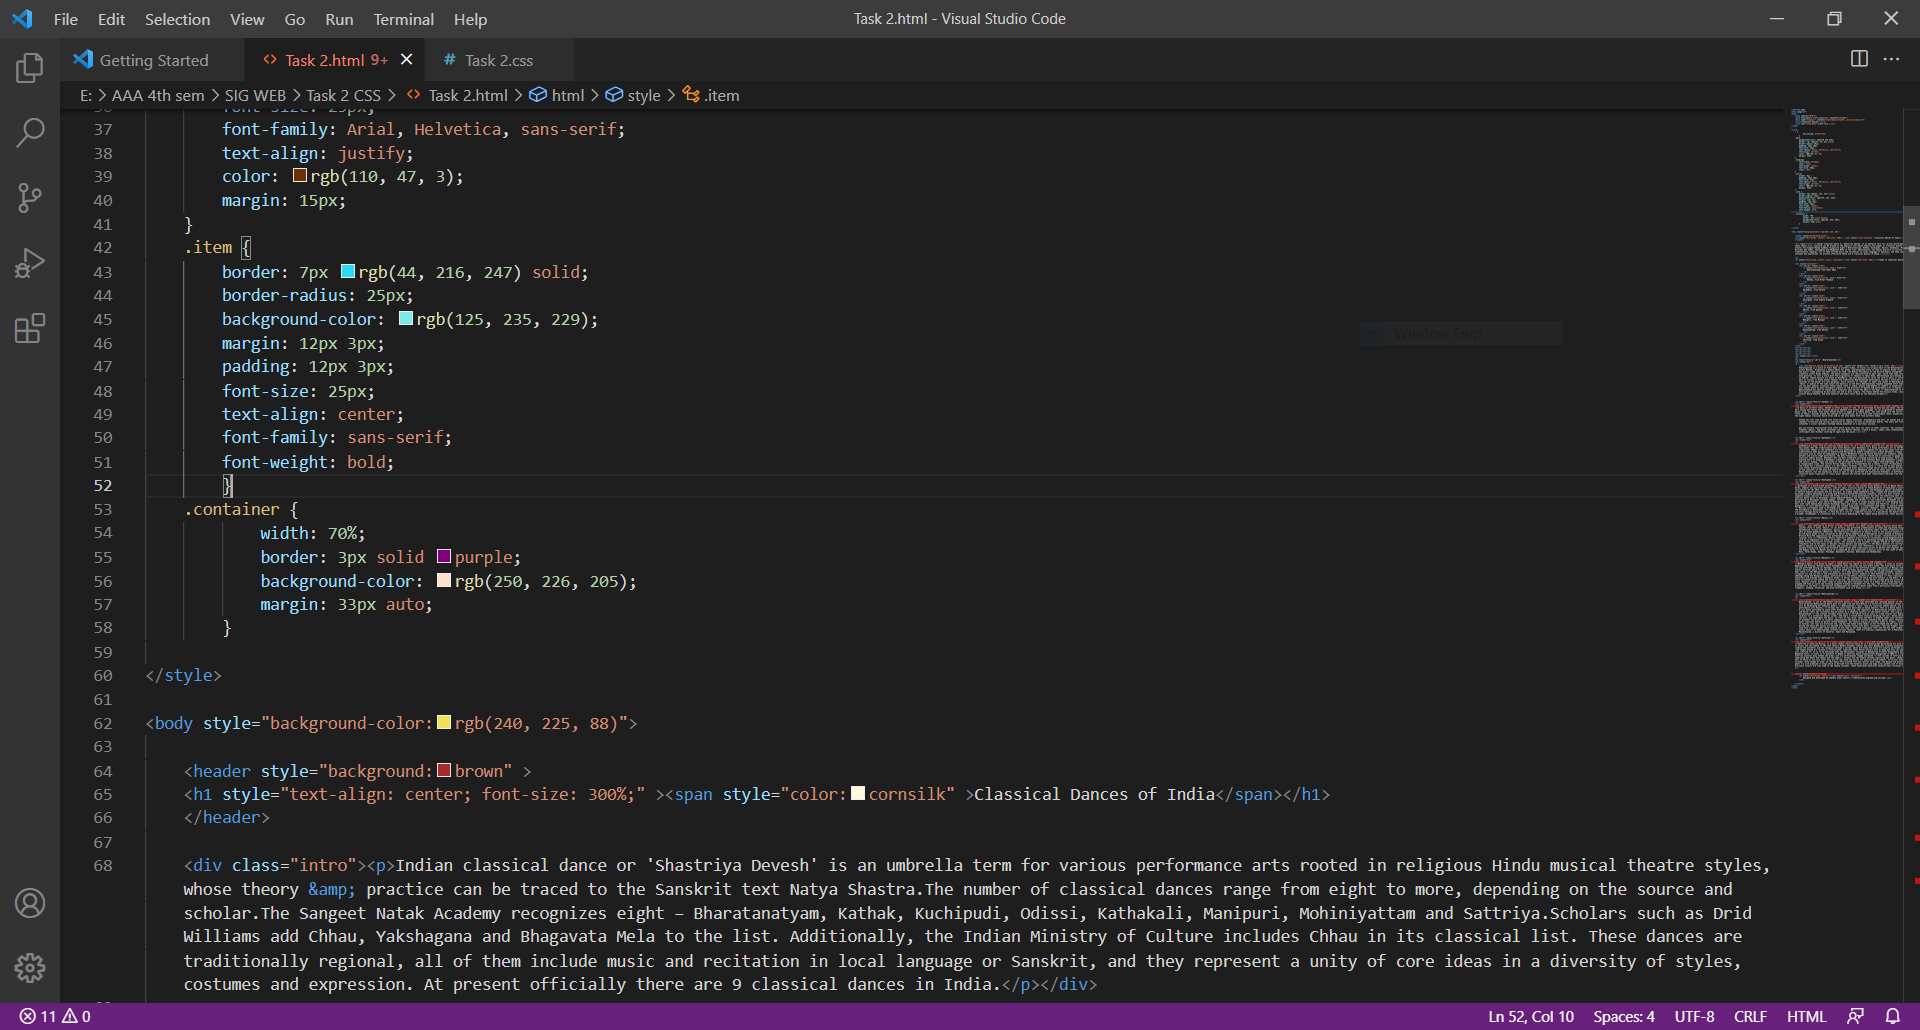 File Edit Selection View Go Run Terminal Help
Task 2.html - Visual Studio Code
Getting Started
Task 2.html 9+
# Task 2.css
E: > AAA 4th sem > SIG WEB > Task 2 CSS > <> Task 2.html > html > style > .item
37 font-family: Arial, Helvetica, sans-serif;
38 text-align: justify;
39 color: rgb(110, 47, 3);
40 margin: 15px;
41 }
42 .item {
43 border: 7px rgb(44, 216, 247) solid;
44 border-radius: 25px;
45 background-color: rgb(125, 235, 229);
46 margin: 12px 3px;
Window Snip
47 padding: 12px 3px;
48 font-size: 25px;
49 text-align: center;
50 font-family: sans-serif;
51 font-weight: bold;
52 }
53 .container {
54 width: 70%;
55 border: 3px solid purple;
56 background-color: rgb(250, 226, 205);
57 margin: 33px auto;
58 }
59
60 </style>
61
62 <body style="background-color: rgb(240, 225, 88)">
63
64 <header style="background: brown" >
65 <h1 style="text-align: center; font-size: 300%;" ><span style="color: cornsilk" >Classical Dances of India</span></h1>
66 </header>
67
68 <div class="intro"><p>Indian classical dance or 'Shastriya Devesh' is an umbrella term for various performance arts rooted in religious Hindu musical theatre styles,
whose theory &amp; practice can be traced to the Sanskrit text Natya Shastra.The number of classical dances range from eight to more, depending on the source and
scholar.The Sangeet Natak Academy recognizes eight – Bharatanatyam, Kathak, Kuchipudi, Odissi, Kathakali, Manipuri, Mohiniyattam and Sattriya.Scholars such as Drid
Williams add Chhau, Yakshagana and Bhagavata Mela to the list. Additionally, the Indian Ministry of Culture includes Chhau in its classical list. These dances are
traditionally regional, all of them include music and recitation in local language or Sanskrit, and they represent a unity of core ideas in a diversity of styles,
costumes and expression. At present officially there are 9 classical dances in India.</p></div>
11 0
Ln 52, Col 10 Spaces: 4 UTF-8 CRLF HTML